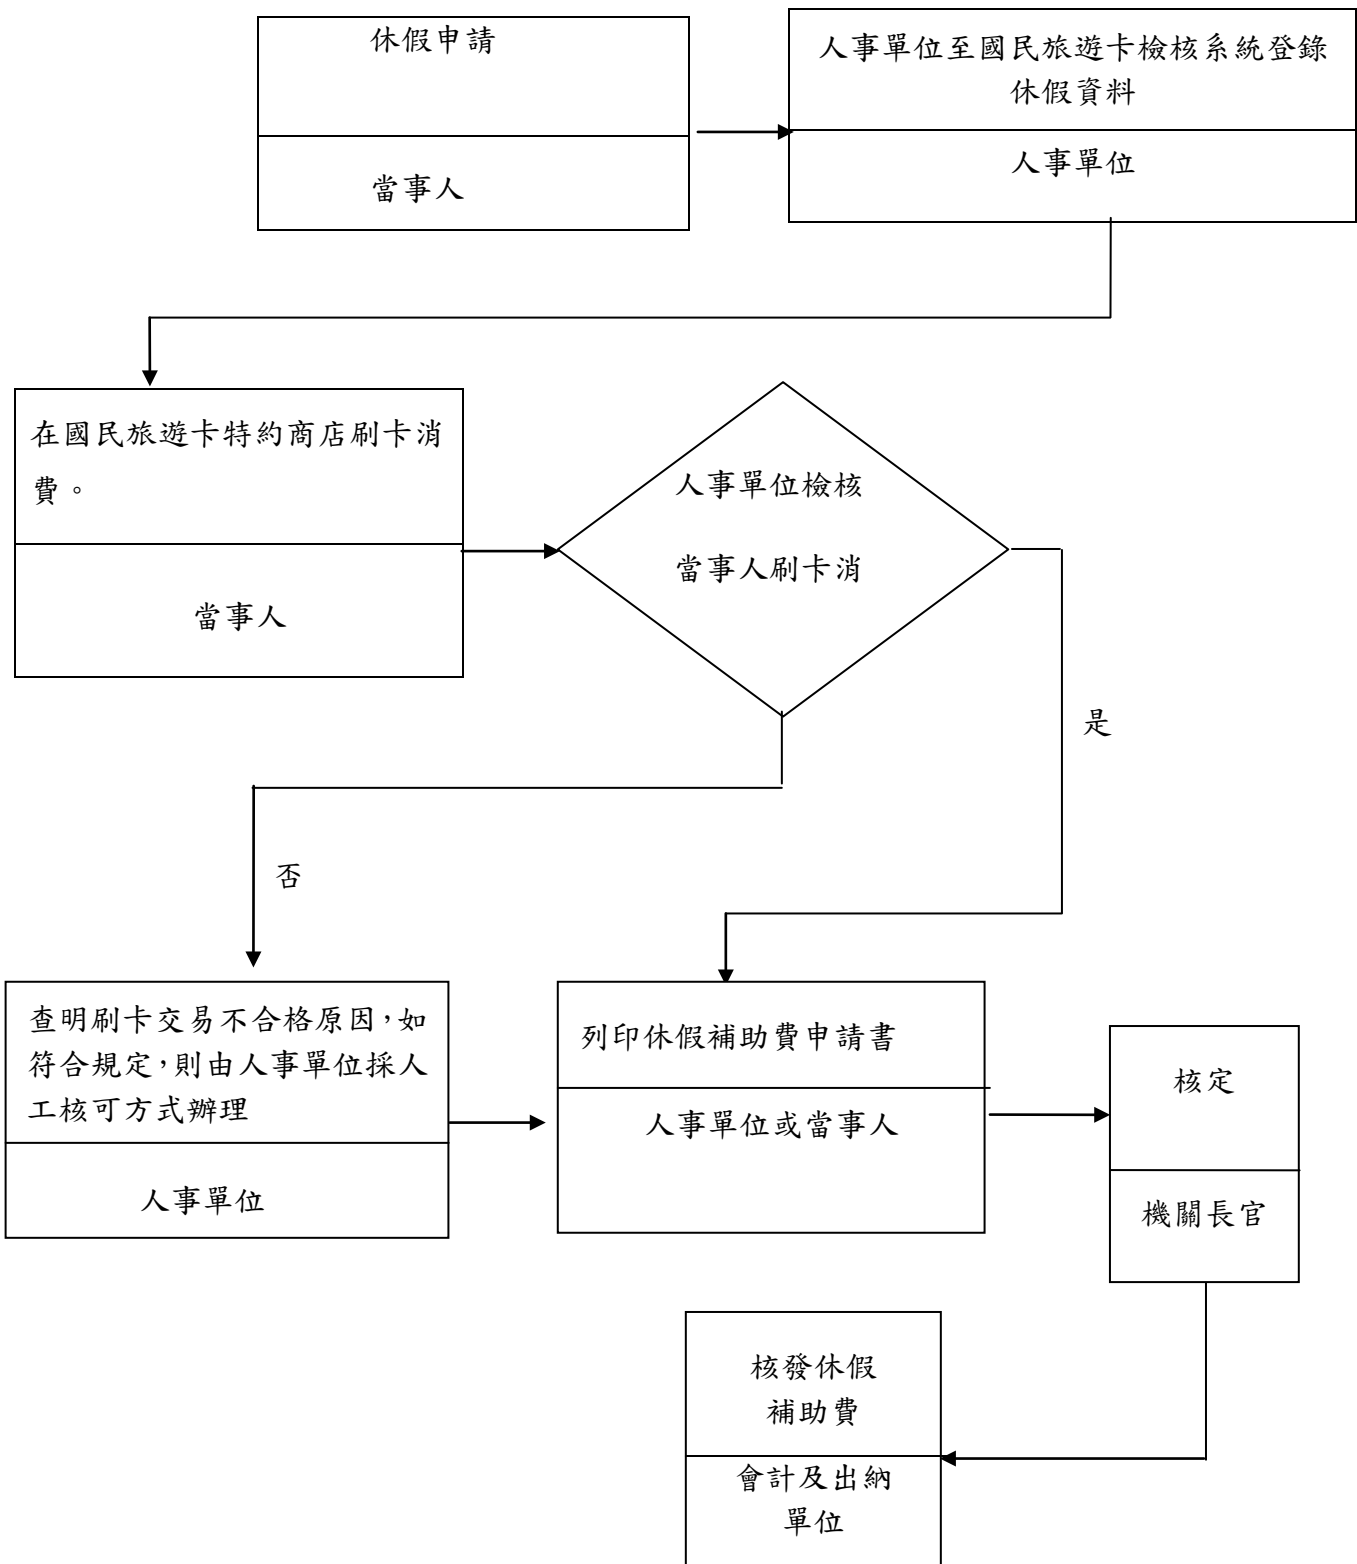 休假申請
當事人
人事單位至國民旅遊卡檢核系統登錄
休假資料
人事單位
在國民旅遊卡特約商店刷卡消
費。
當事人
人事單位檢核
當事人刷卡消
是
否
查明刷卡交易不合格原因，如
符合規定，則由人事單位採人
工核可方式辦理
人事單位
列印休假補助費申請書
人事單位或當事人
核定
機關長官
核發休假
補助費
會計及出納
單位